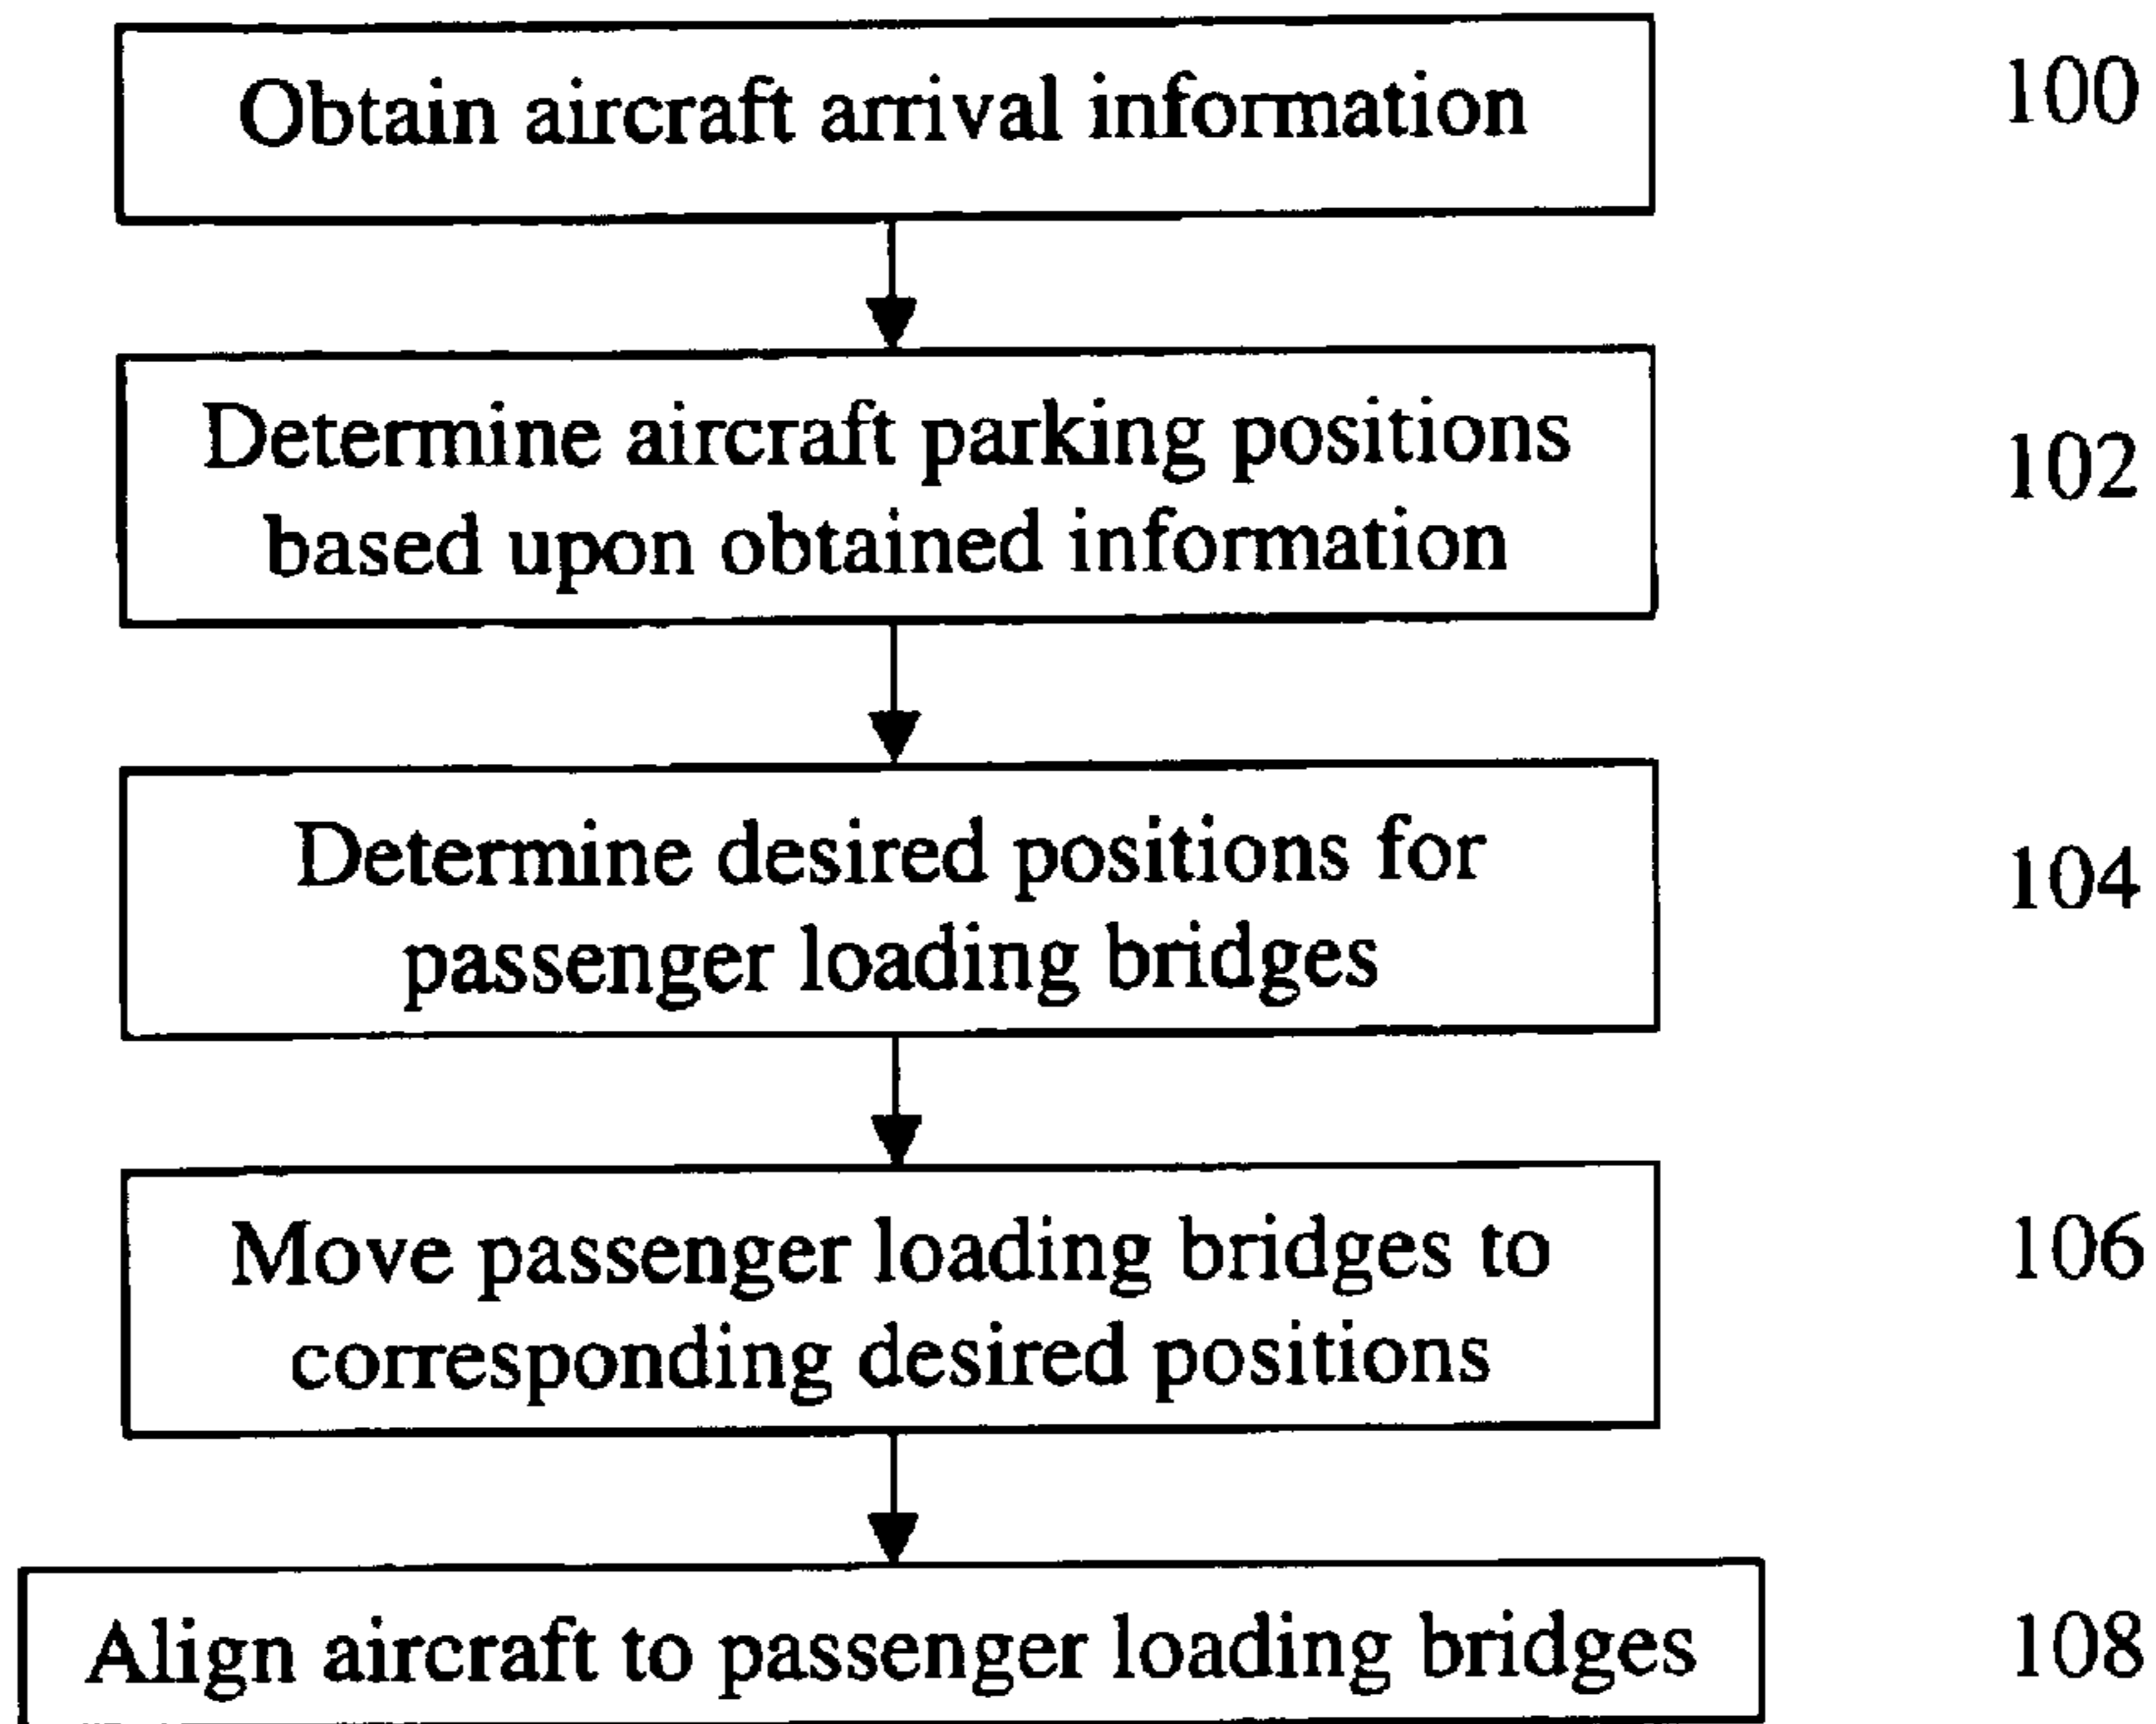 Obtain aircraft arrival information
100
Determine aircraft parking positions
based upon obtained information
102
Determine desired positions for
passenger loading bridges
104
Move passenger loading bridges to
corresponding desired positions
106
Align aircraft to passenger loading bridges
108